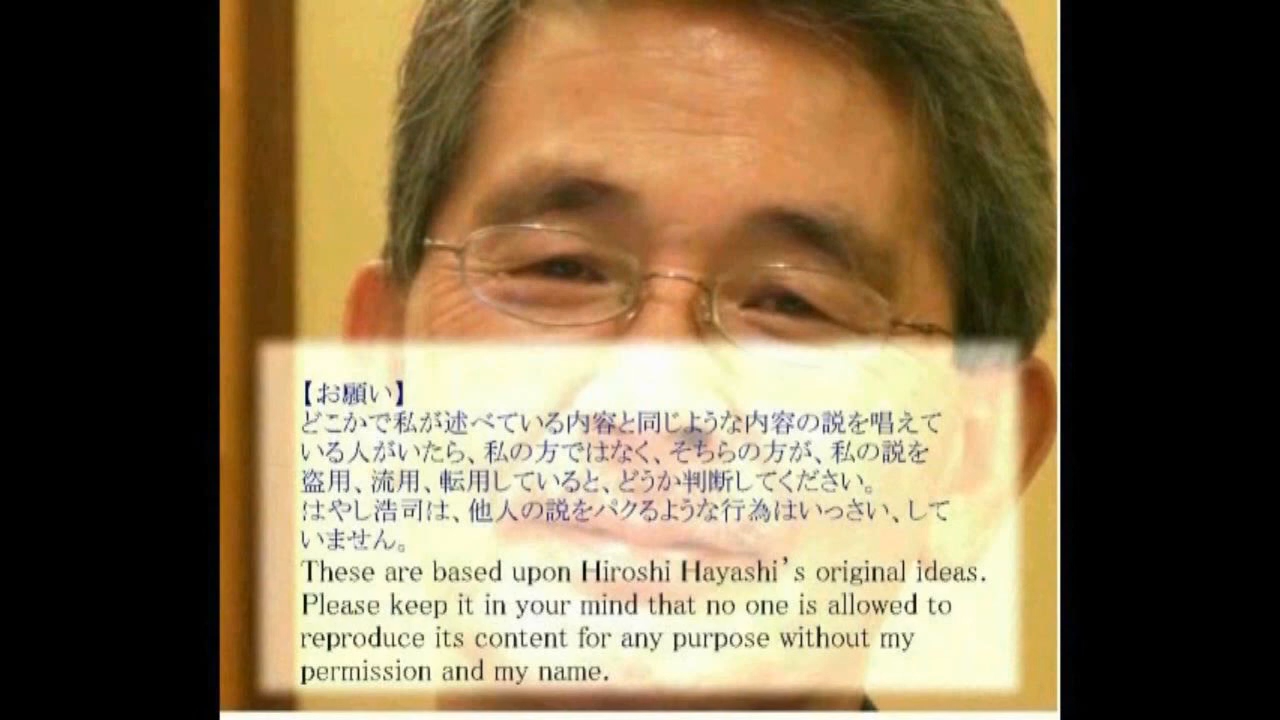 【お願い】
どこかで私が述べている内容と同じような内容の説を唱えて
いる人がいたら、私の方ではなく、そちらの方が、私の説を
盗用、流用、転用していると、どうか判断してください。
はやし浩司は、他人の説をパクるような行為はいっさい、して
いません。
These are based upon Hiroshi Hayashi’s original ideas.
Please keep it in your mind that no one is allowed to
reproduce its content for any purpose without my
permission and my name.